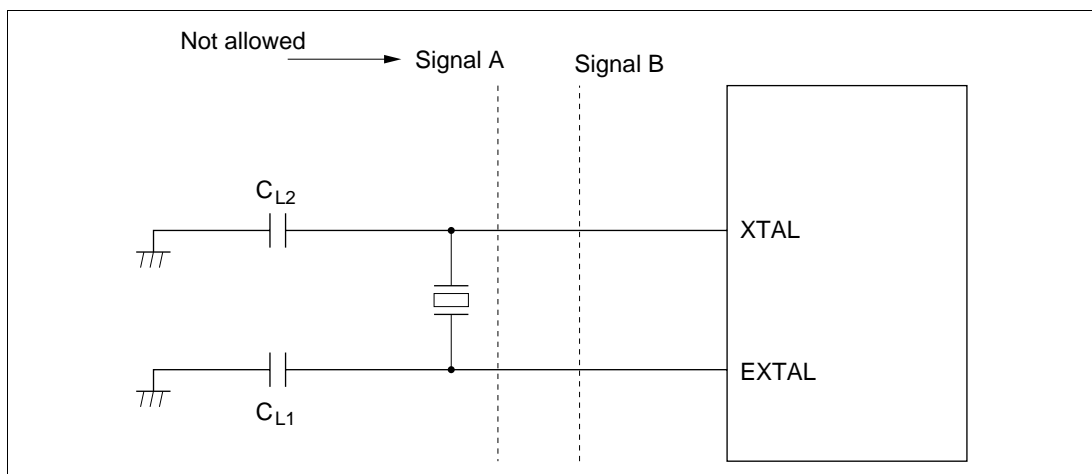 Not allowed
Signal A
Signal B
CL2
XTAL
EXTAL
CL1